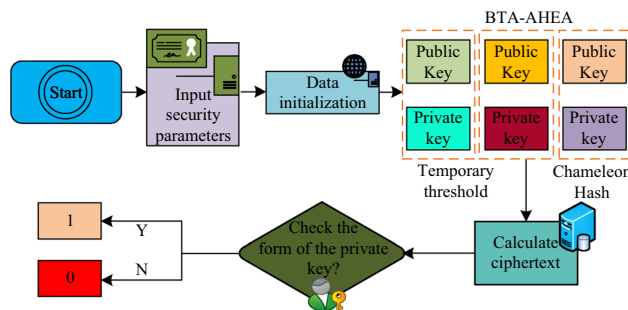 BTA-AHEA
Start
Input
security
parameters
Data
initialization
Public
Key
Public
Key
Public
Key
Private
key
Private
key
Private
key
Temporary
threshold
Chameleon
Hash
1
Y
0
N
Check the
form of the private
key?
Calculate
ciphertext